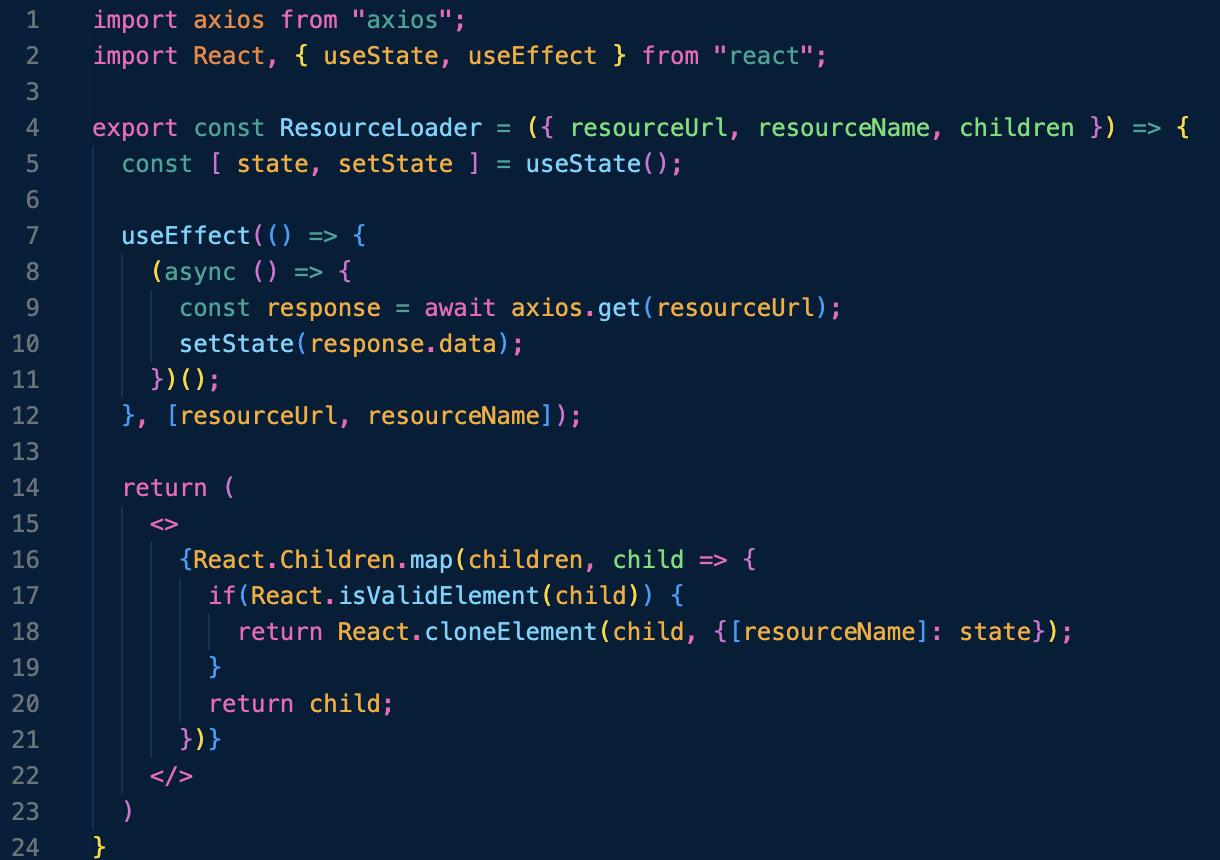 1 import axios from "axios";
2 import React, { useState, useEffect } from "react";
3
4 export const ResourceLoader = ({ resourceUrl, resourceName, children }) => {
5   const [ state, setState ] = useState();
6
7   useEffect(() => {
8     (async () => {
9       const response = await axios.get(resourceUrl);
10       setState(response.data);
11     })();
12   }, [resourceUrl, resourceName]);
13
14   return (
15     <>
16       {React.Children.map(children, child => {
17         if(React.isValidElement(child)) {
18           return React.cloneElement(child, {[resourceName]: state});
19         }
20         return child;
21       })}
22     </>
23   )
24 }